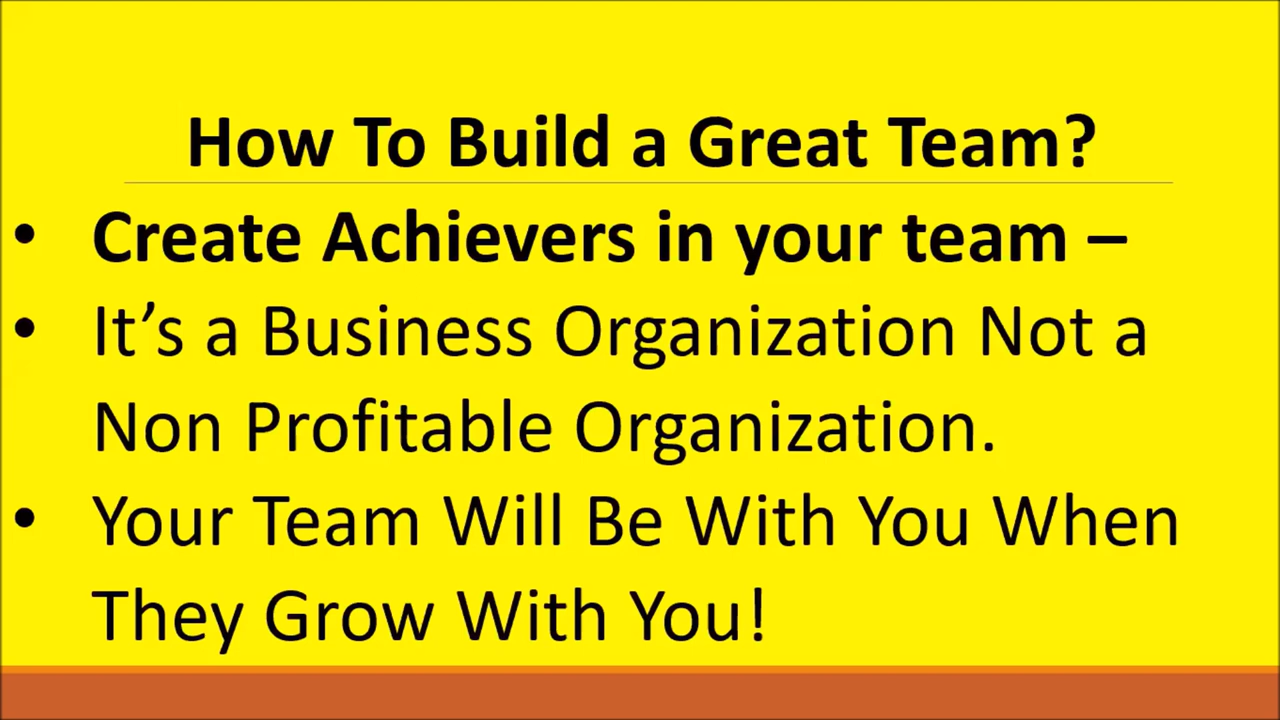 How To Build a Great Team?
• Create Achievers in your team –
• It’s a Business Organization Not a
Non Profitable Organization.
• Your Team Will Be With You When
They Grow With You!